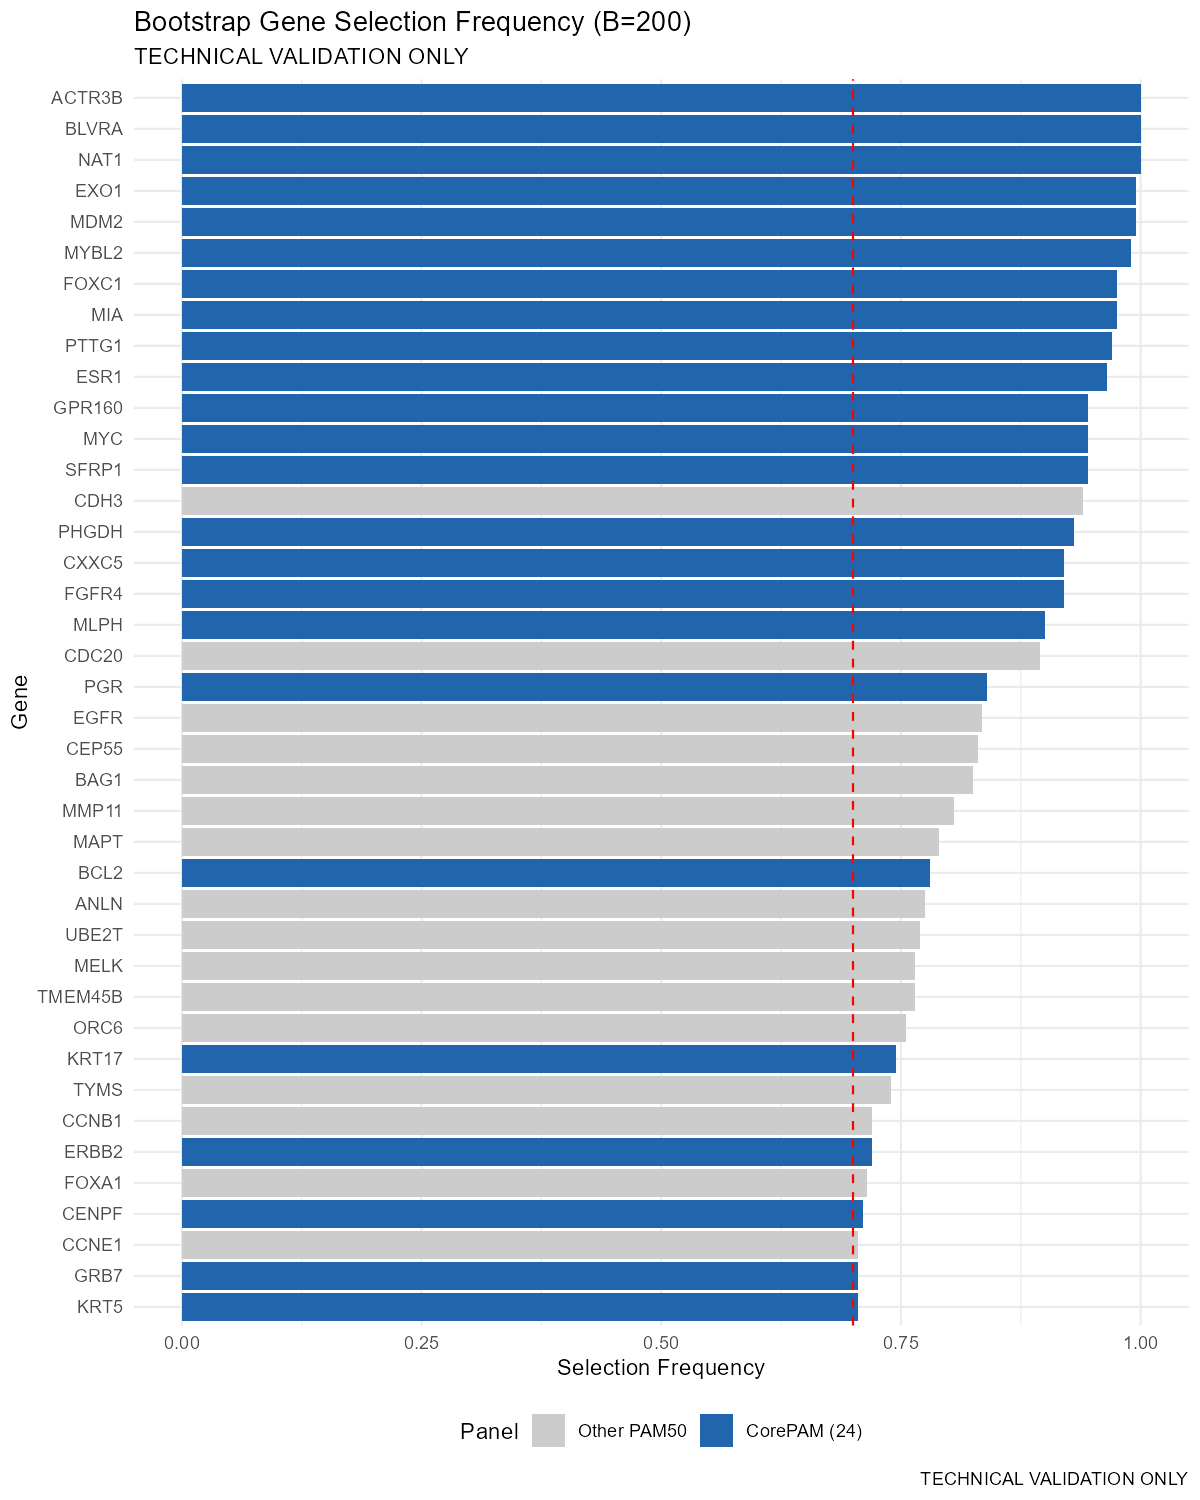 Bootstrap Gene Selection Frequency (B=200)
TECHNICAL VALIDATION ONLY
ACTR3B
BLVRA
NAT1
EXO1
MDM2
MYBL2
FOXC1
MIA
PTTG1
ESR1
GPR160
MYC
SFRP1
CDH3
PHGDH
CXXC5
FGFR4
MLPH
CDC20
PGR
EGFR
CEP55
BAG1
MMP11
MAPT
BCL2
ANLN
UBE2T
MELK
TMEM45B
ORC6
KRT17
TYMS
CCNB1
ERBB2
FOXA1
CENPF
CCNE1
GRB7
KRT5
Gene
0.00 0.25 0.50 0.75 1.00
Selection Frequency
Panel Other PAM50 CorePAM (24)
TECHNICAL VALIDATION ONLY